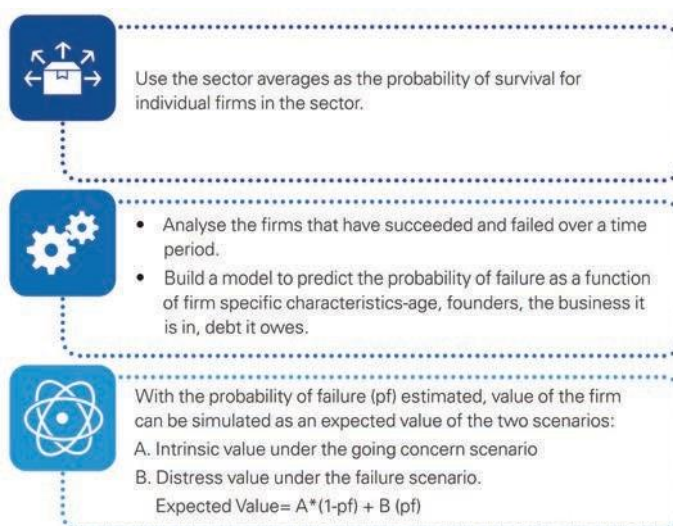 Use the sector averages as the probability of survival for
individual firms in the sector.
• Analyse the firms that have succeeded and failed over a time
period.
• Build a model to predict the probability of failure as a function
of firm specific characteristics-age, founders, the business it
is in, debt it owes.
With the probability of failure (pf) estimated, value of the firm
can be simulated as an expected value of the two scenarios:
A. Intrinsic value under the going concern scenario
B. Distress value under the failure scenario.
Expected Value= A*(1-pf) + B (pf)